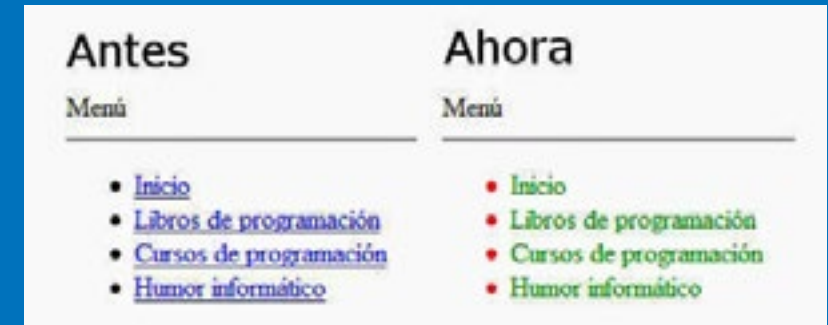 Antes
Menú
Inicio
Libros de programación
Cursos de programación
Humor informático
Ahora
Menú
Inicio
Libros de programación
Cursos de programación
Humor informático